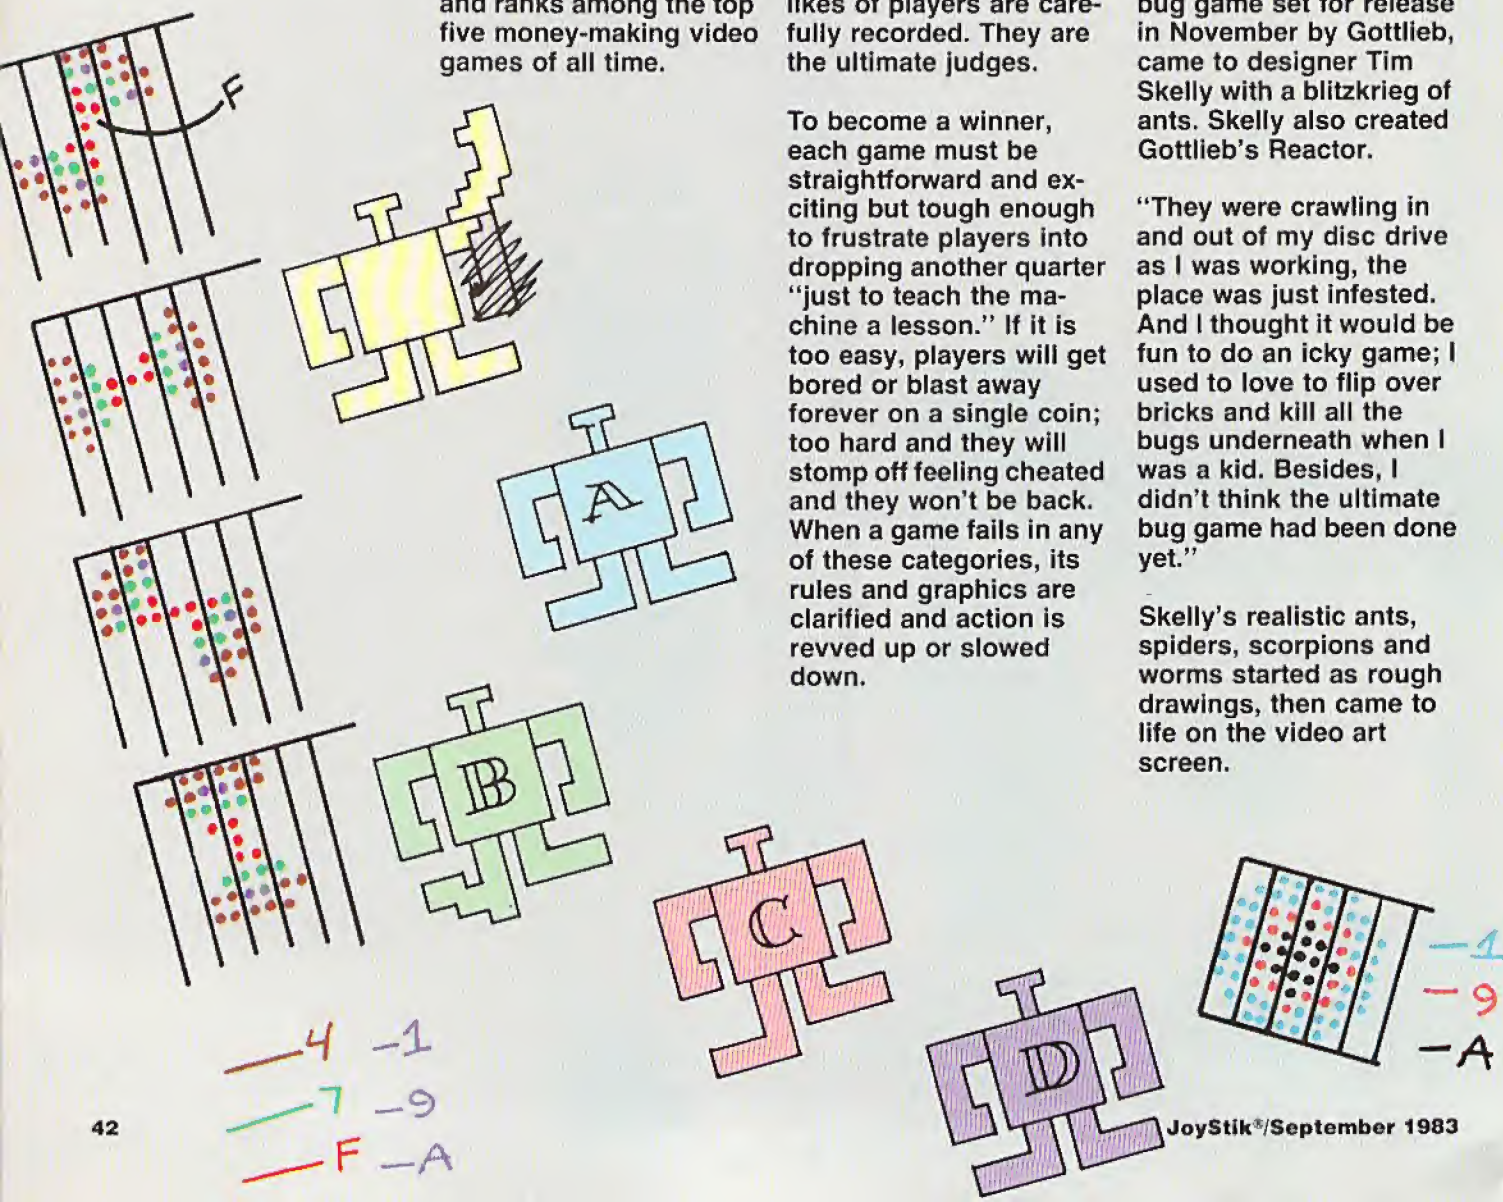 and ranks among the top
five money-making video
games of all time.
likes of players are care-
fully recorded. They are
the ultimate judges.
To become a winner,
each game must be
straightforward and ex-
citing but tough enough
to frustrate players into
dropping another quarter
“just to teach the ma-
chine a lesson.” If it is
too easy, players will get
bored or blast away
forever on a single coin;
too hard and they will
stomp off feeling cheated
and they won't be back.
When a game fails in any
of these categories, its
rules and graphics are
clarified and action is
revved up or slowed
down.
bug game set for release
in November by Gottlieb,
came to designer Tim
Skelly with a blitzkrieg of
ants. Skelly also created
Gottlieb's Reactor.
“They were crawling in
and out of my disc drive
as I was working, the
place was just infested.
And I thought it would be
fun to do an icky game; I
used to love to flip over
bricks and kill all the
bugs underneath when I
was a kid. Besides, I
didn't think the ultimate
bug game had been done
yet.”
Skelly's realistic ants,
spiders, scorpions and
worms started as rough
drawings, then came to
life on the video art
screen.
F
A
B
C
D
4 -1
7 -9
F -A
-1
-9
-A
42
JoyStik®/September 1983